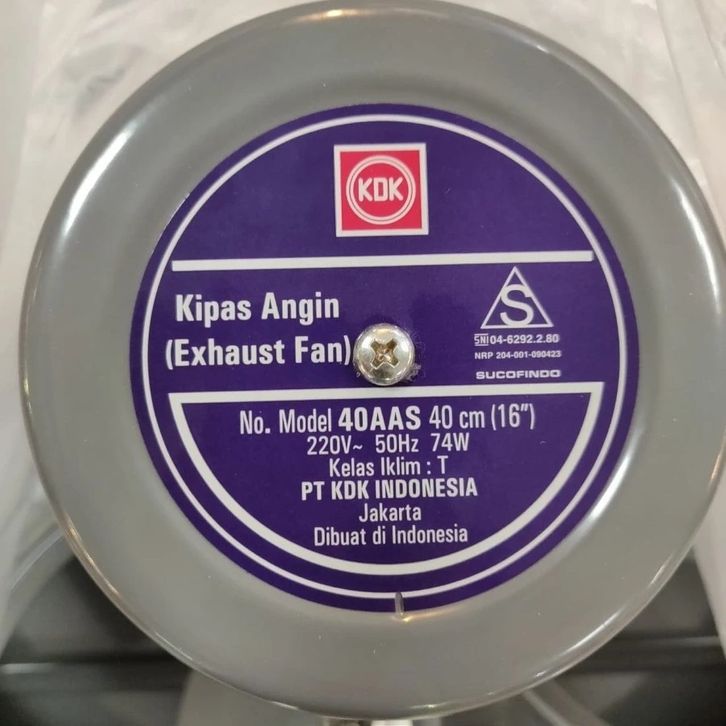 KDK
Kipas Angin
(Exhaust Fan)
S
SNI 04-6292.2.80
NRP 204-001-090423
SUCOFINDO
No. Model 40AAS 40 cm (16")
220V~ 50Hz 74W
Kelas Iklim : T
PT KDK INDONESIA
Jakarta
Dibuat di Indonesia